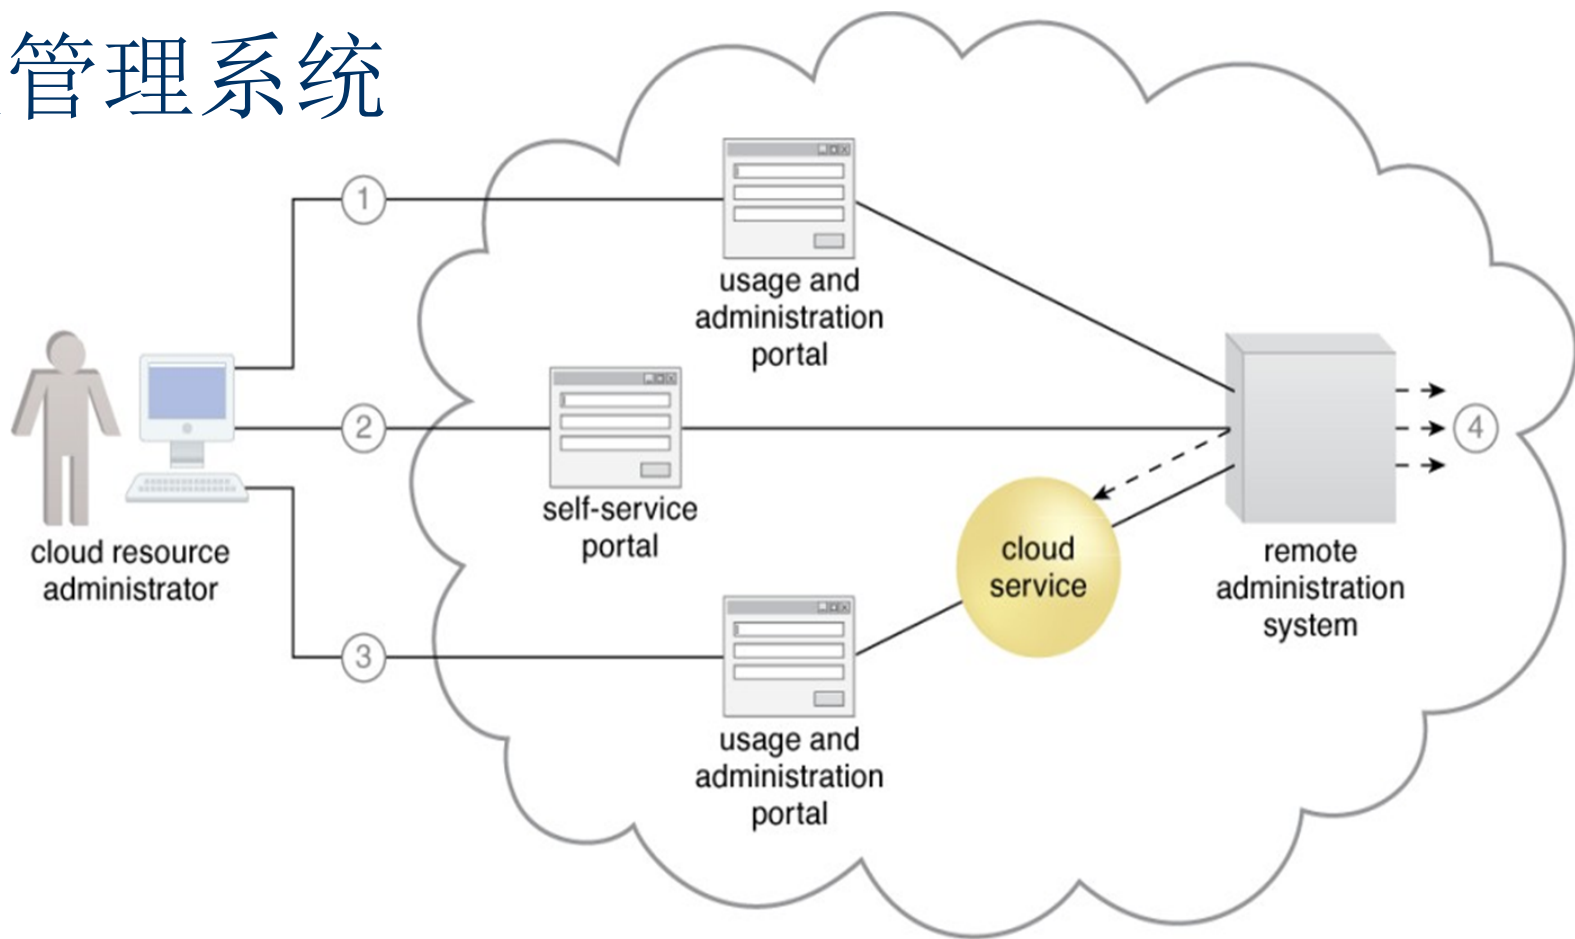 管理系统
1
usage and
administration
portal
2
self-service
portal
cloud resource
administrator
cloud
service
remote
administration
system
4
3
usage and
administration
portal